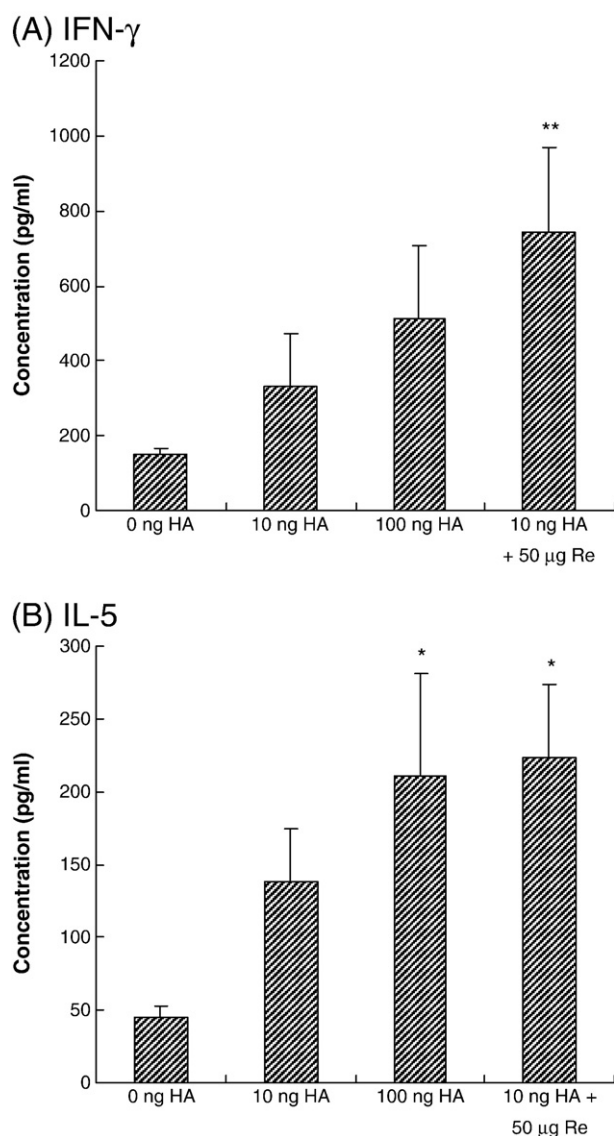 (A) IFN-γ
Concentration (pg/ml)
1200
1000
800
600
400
200
0
**
0 ng HA 10 ng HA 100 ng HA 10 ng HA
+ 50 μg Re
(B) IL-5
Concentration (pg/ml)
300
250
200
150
100
50
0
* *
0 ng HA 10 ng HA 100 ng HA 10 ng HA +
50 μg Re